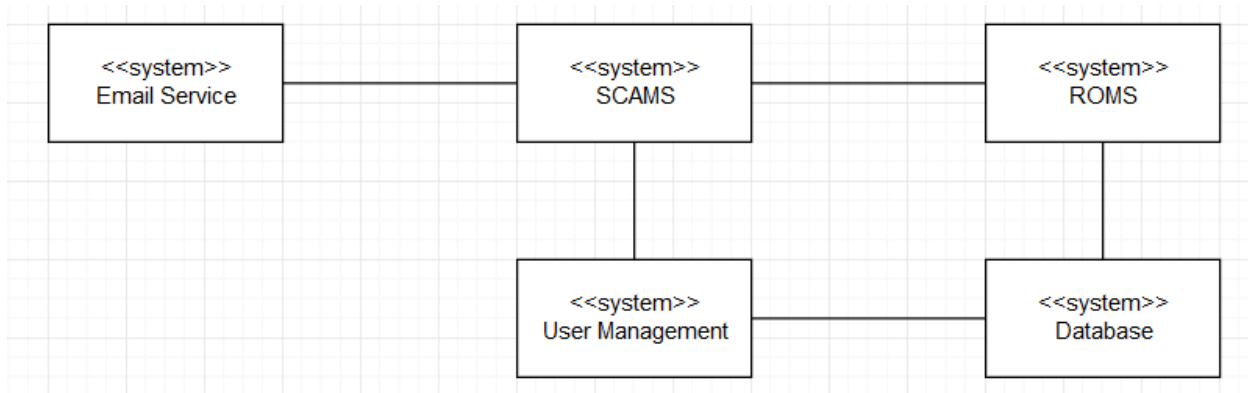 <<system>>
Email Service
<<system>>
SCAMS
<<system>>
ROMS
<<system>>
User Management
<<system>>
Database